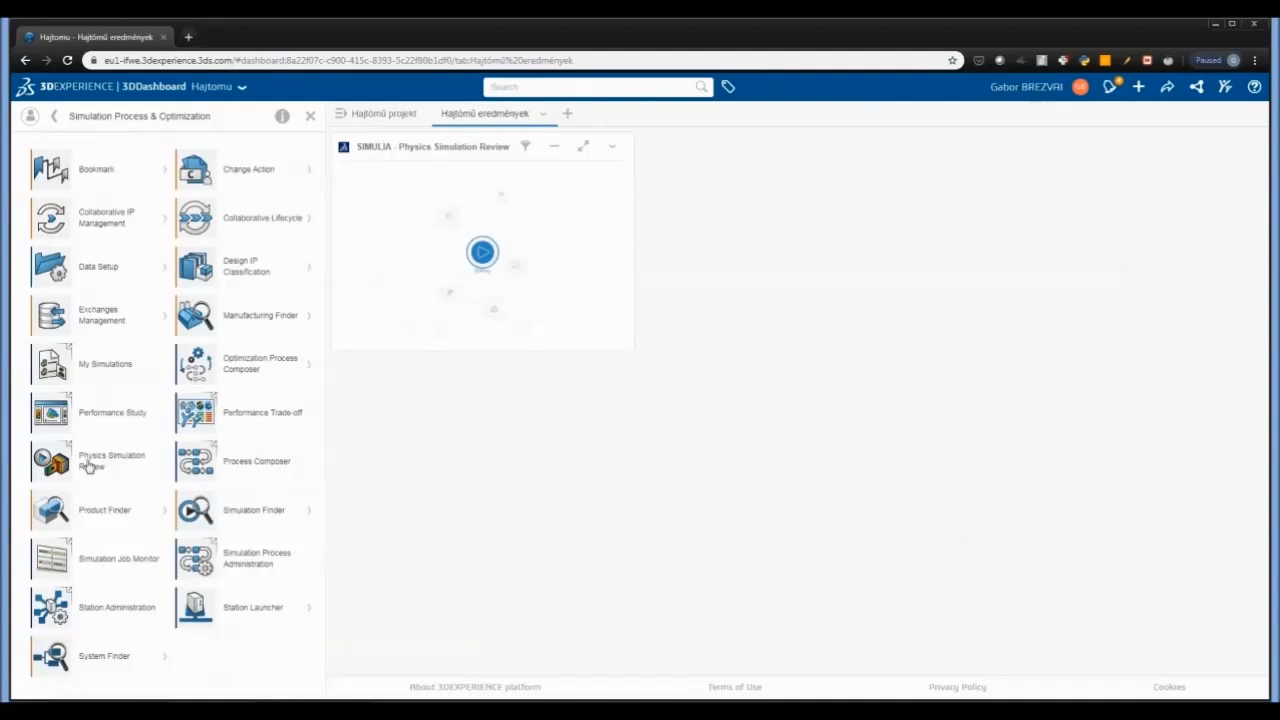 Hajtomu - Hajtómű eredmények
eu1-ifwe.3dexperience.3ds.com/#dashboard:8a22f07c-c900-415c-8393-5c22f80b1df0/tab:Hajtómű%20eredmények
Paused
3DEXPERIENCE | 3DDashboard Hajtomu
Search
Gabor BREZVAI
Simulation Process & Optimization
Hajtómű projekt
Hajtómű eredmények
SIMULIA - Physics Simulation Review
Bookmark
Change Action
Collaborative IP
Management
Collaborative Lifecycle
Data Setup
Design IP
Classification
Exchanges
Management
Manufacturing Finder
My Simulations
Optimization Process
Composer
Performance Study
Performance Trade-off
Physics Simulation
Review
Process Composer
Product Finder
Simulation Finder
Simulation Job Monitor
Simulation Process
Administration
Station Administration
Station Launcher
System Finder
About 3DEXPERIENCE platform
Terms of Use
Privacy Policy
Cookies